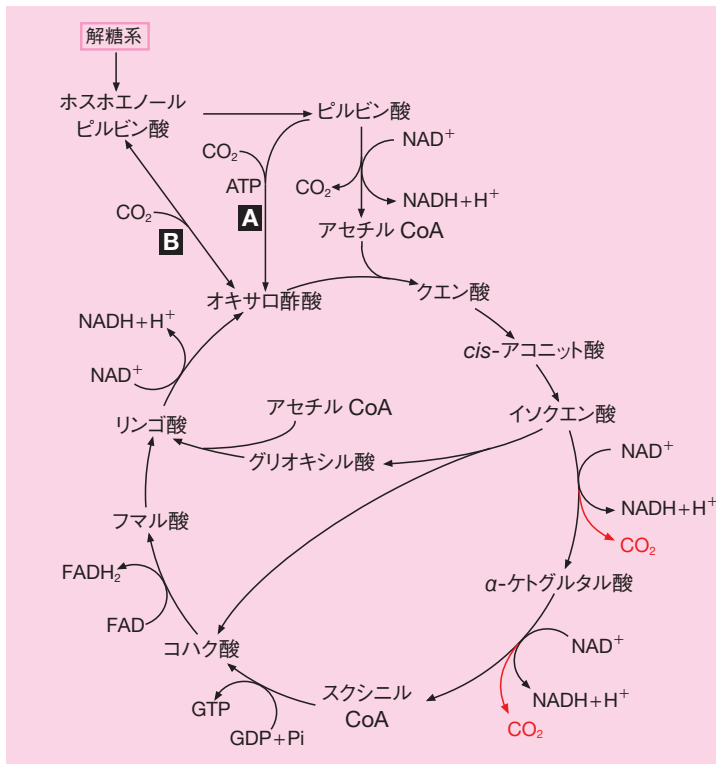 解糖系
ホスホエノール
ピルビン酸
ピルビン酸
CO₂
ATP
A
CO₂
B
NAD⁺
CO₂
NADH+H⁺
アセチル CoA
オキサロ酢酸
クエン酸
cis-アコニット酸
イソクエン酸
NADH+H⁺
NAD⁺
リンゴ酸
アセチル CoA
グリオキシル酸
NAD⁺
NADH+H⁺
CO₂
フマル酸
FADH₂
FAD
コハク酸
α-ケトグルタル酸
NAD⁺
NADH+H⁺
CO₂
スクシニル
CoA
GTP
GDP+Pi